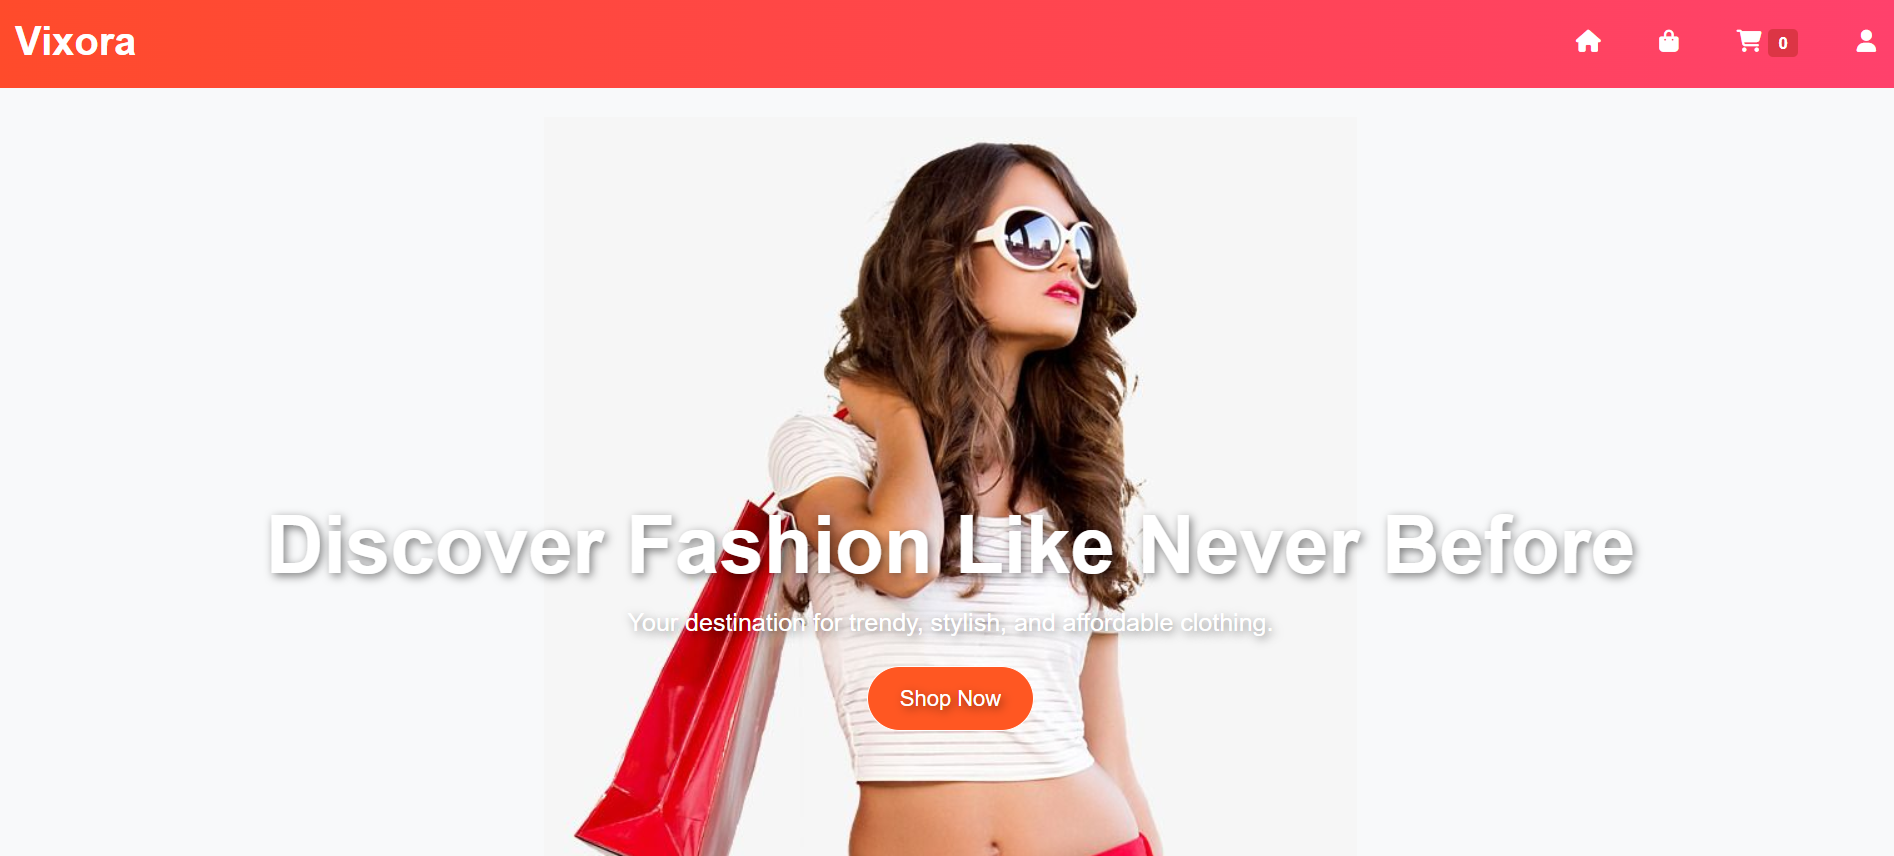 Vixora
0
Discover Fashion Like Never Before
Your destination for trendy, stylish, and affordable clothing.
Shop Now